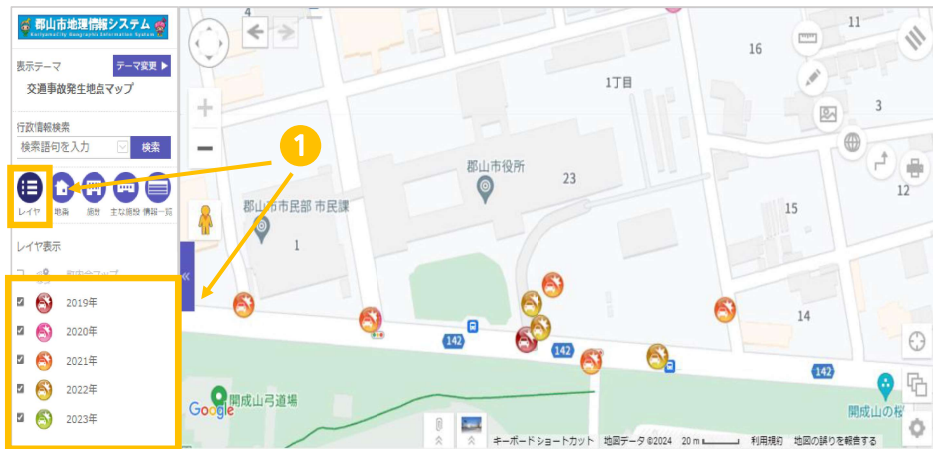 郡山市地理情報システム
Koriyamacity Geographic Information System
表示テーマ
テーマ変更 ▶
交通事故発生地点マップ
行政情報検索
検索語句を入力
検索
レイヤ
地番
施設
主な施設
情報一覧
レイヤ表示
町内会マップ
2019年
2020年
2021年
2022年
2023年
1
4
16
11
1丁目
3
郡山市役所
23
12
郡山市市民部 市民課
15
1
14
142
142
142
開成山弓道場
Google
開成山の桜
キーボード ショートカット
地図データ ©2024
20 m
利用規約
地図の誤りを報告する